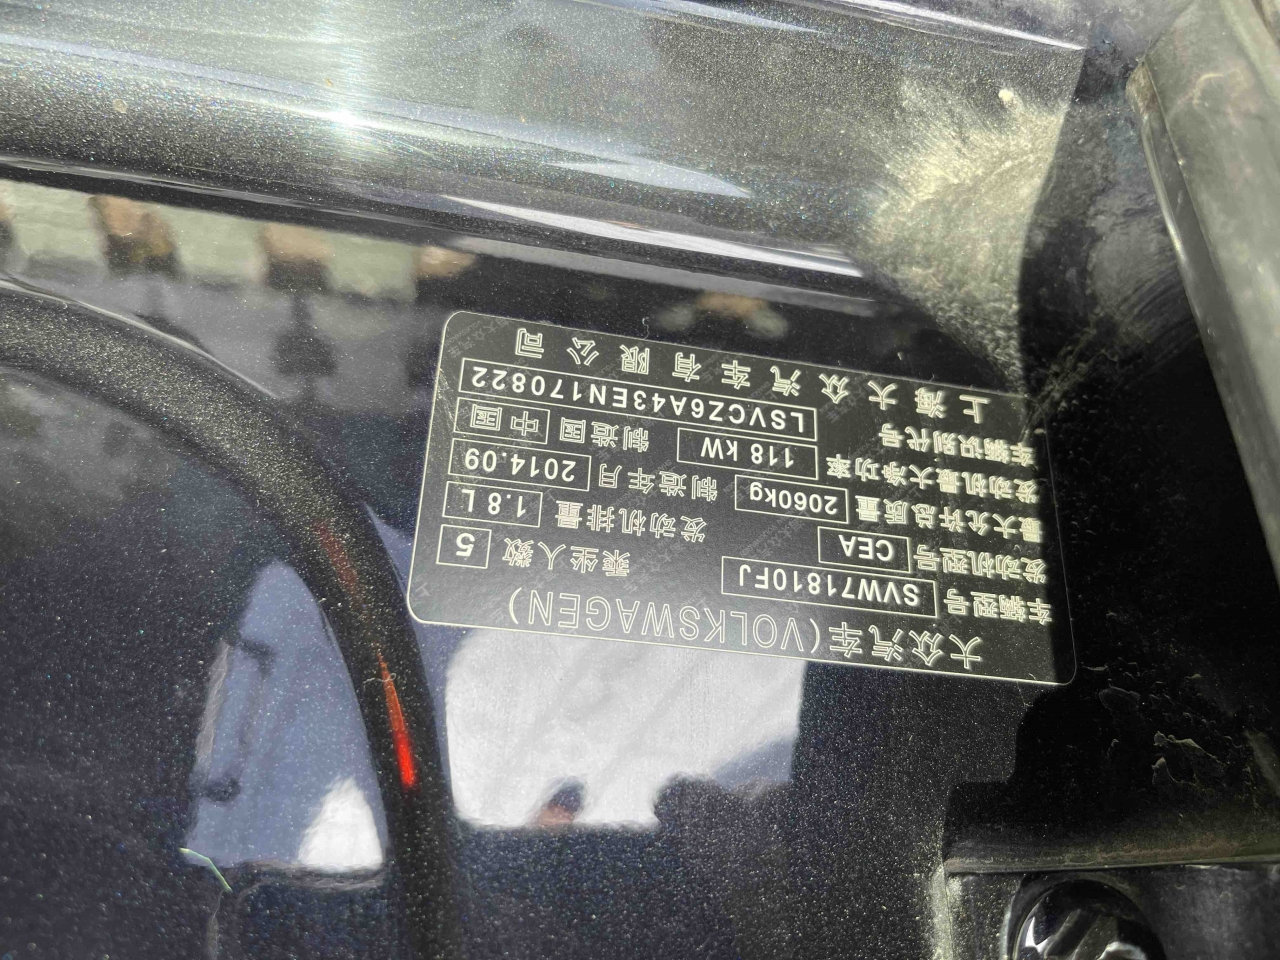 大众汽车(VOLKSWAGEN)
车辆型号 SVW71810FJ
发动机型号 CEA 乘坐人数 5
最大允许总质量 2060kg 发动机排量 1.8 L
发动机最大净功率 118 kW 制造年月 2014.09
车辆识别代号 LSVCZ6A43EN170822 制造国 中国
上海大众汽车有限公司